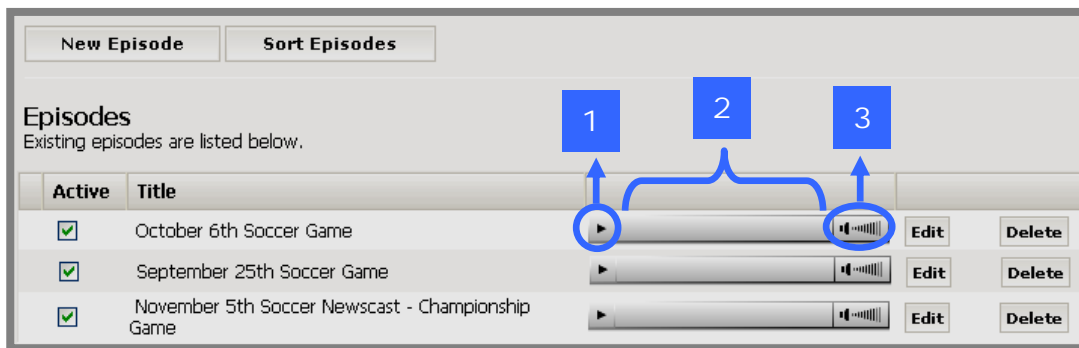 New Episode Sort Episodes
Episodes
Existing episodes are listed below.
1 2 3
Active Title
October 6th Soccer Game Edit Delete
September 25th Soccer Game Edit Delete
November 5th Soccer Newscast - Championship
Game Edit Delete